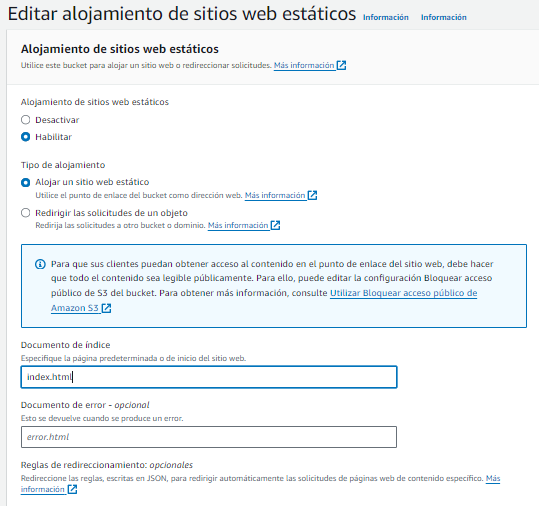 Editar alojamiento de sitios web estáticos Información Información
Alojamiento de sitios web estáticos
Utilice este bucket para alojar un sitio web o redireccionar solicitudes. Más información
Alojamiento de sitios web estáticos
Desactivar
Habilitar
Tipo de alojamiento
Alojar un sitio web estático
Utilice el punto de enlace del bucket como dirección web. Más información
Redirigir las solicitudes de un objeto
Redirija las solicitudes a otro bucket o dominio. Más información
Para que sus clientes puedan obtener acceso al contenido en el punto de enlace del sitio web, debe hacer
que todo el contenido sea legible públicamente. Para ello, puede editar la configuración Bloquear acceso
público de S3 del bucket. Para obtener más información, consulte Utilizar Bloquear acceso público de
Amazon S3
Documento de índice
Especifique la página predeterminada o de inicio del sitio web.
index.html
Documento de error - opcional
Esto se devuelve cuando se produce un error.
error.html
Reglas de redireccionamiento: opcionales
Redireccione las reglas, escritas en JSON, para redirigir automáticamente las solicitudes de páginas web de contenido específico. Más
información